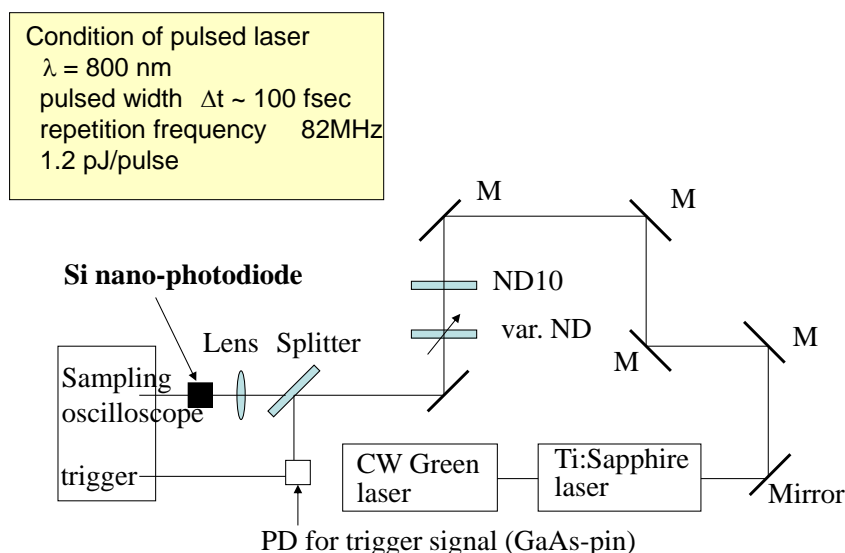 Condition of pulsed laser
λ = 800 nm
pulsed width Δt ~ 100 fsec
repetition frequency 82MHz
1.2 pJ/pulse
M
M
Si nano-photodiode
ND10
var. ND
M
M
Lens Splitter
Sampling
oscilloscope
trigger
CW Green
laser
Ti:Sapphire
laser
Mirror
PD for trigger signal (GaAs-pin)